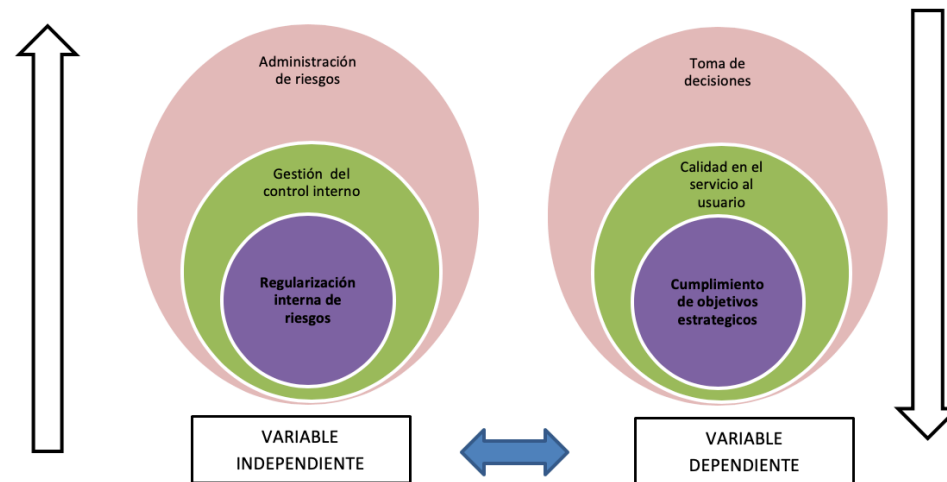 Administración
de riesgos
Gestión del
control interno
Regularización
interna de
riesgos
VARIABLE
INDEPENDIENTE
Toma de
decisiones
Calidad en el
servicio al
usuario
Cumplimiento
de objetivos
estrategicos
VARIABLE
DEPENDIENTE